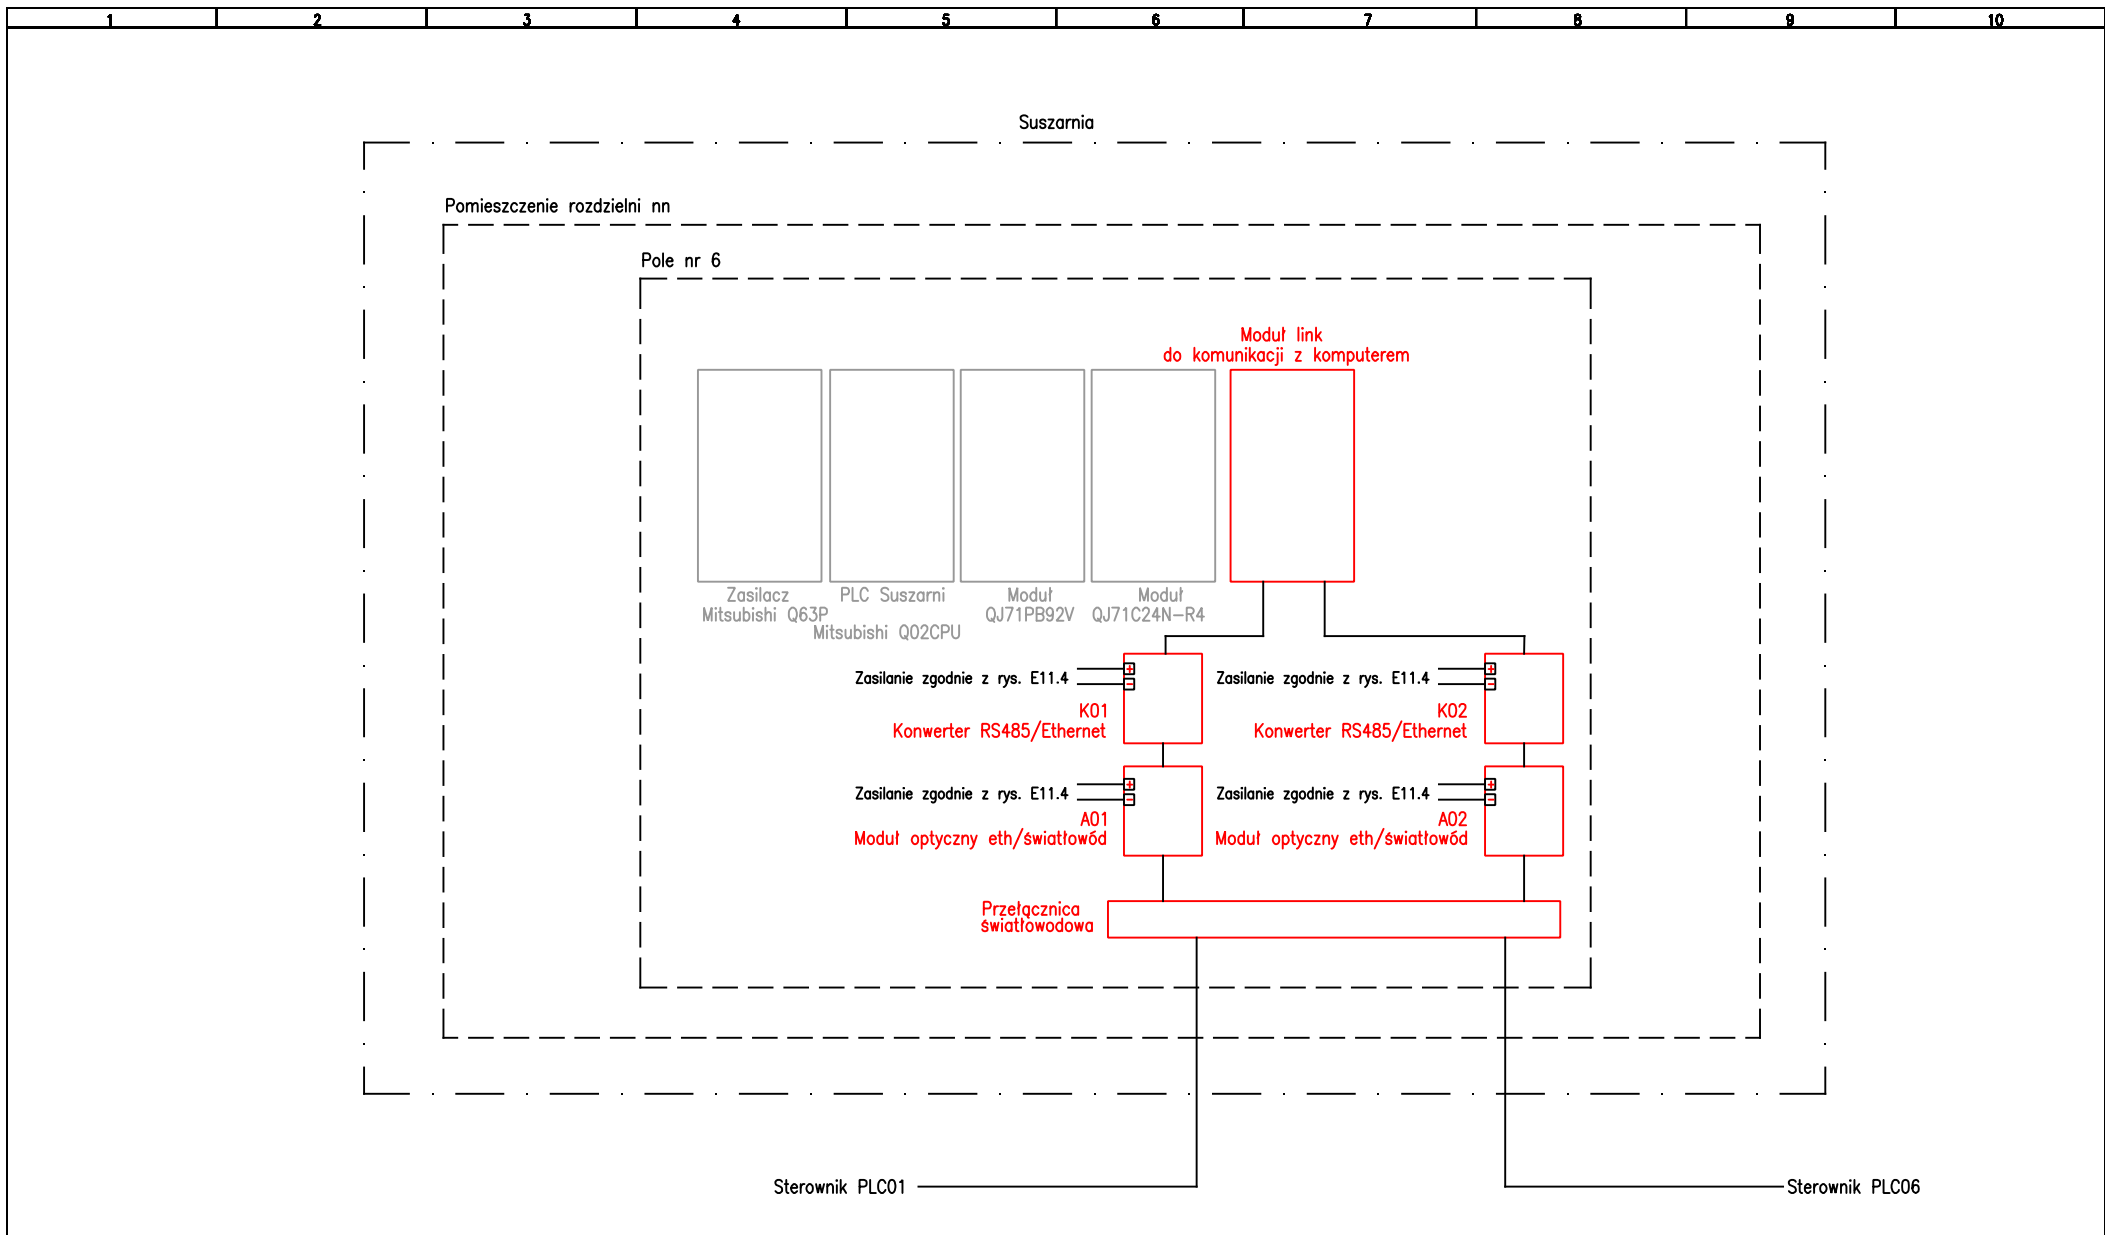 1 2 3 4 5 6 7 8 9 10
Suszarnia
Pomieszczenie rozdzielni nn
Pole nr 6
Moduł link
do komunikacji z komputerem
Zasilacz
Mitsubishi Q63P
PLC Suszarni
Mitsubishi Q02CPU
Moduł
QJ71PB92V
Moduł
QJ71C24N-R4
Zasilanie zgodnie z rys. E11.4
+
-
K01
Konwerter RS485/Ethernet
Zasilanie zgodnie z rys. E11.4
+
-
K02
Konwerter RS485/Ethernet
Zasilanie zgodnie z rys. E11.4
+
-
A01
Moduł optyczny eth/światłowód
Zasilanie zgodnie z rys. E11.4
+
-
A02
Moduł optyczny eth/światłowód
Przełącznica
światłowodowa
Sterownik PLC01
Sterownik PLC06